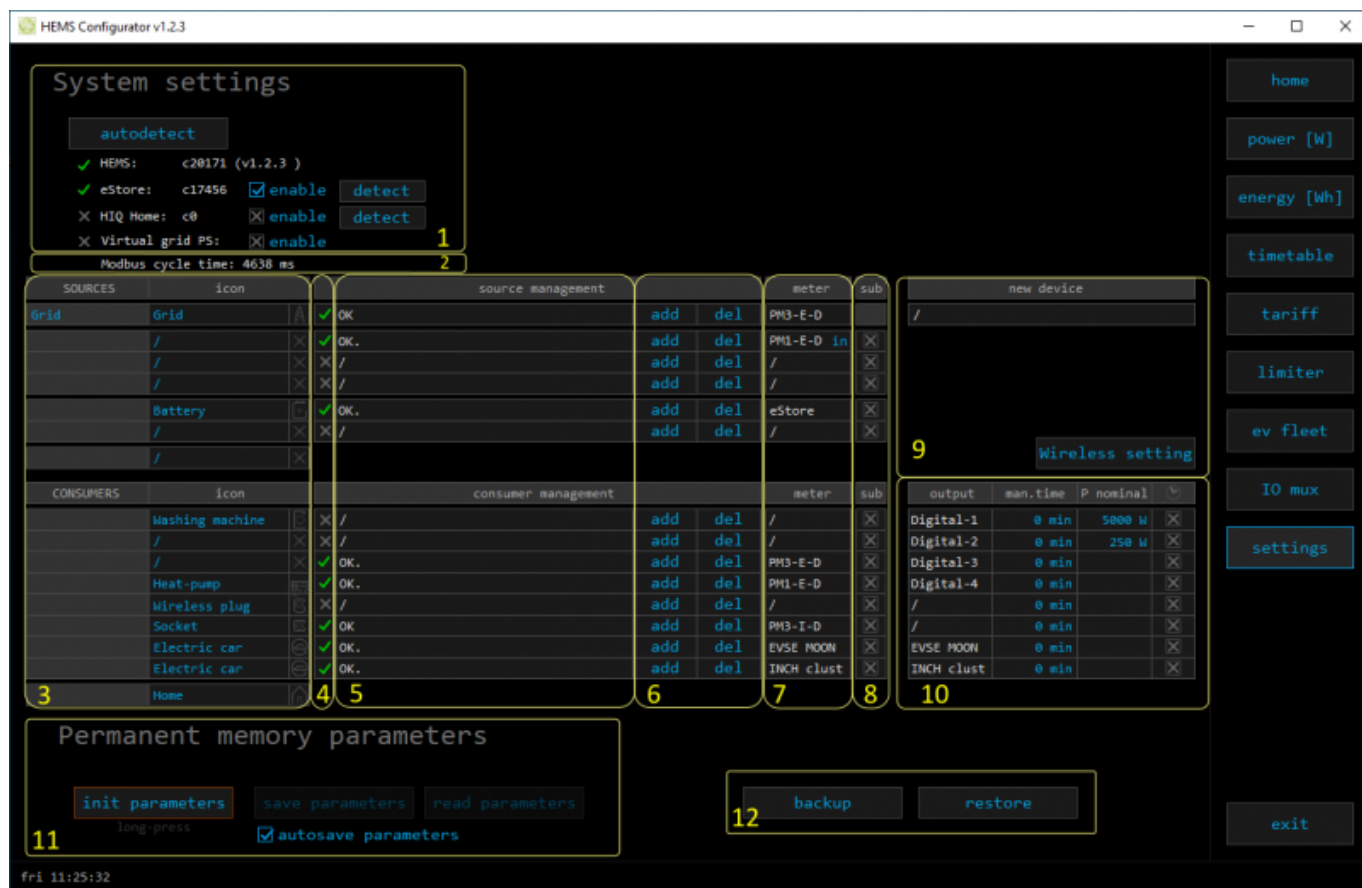 HEMS Configurator v1.2.3
System settings
home
autodetect
power [W]
HEMS: c20171 (v1.2.3 )
eStore: c17456 enable detect
energy [Wh]
HIQ Home: c0 enable detect
Virtual grid PS: enable 1
Modbus cycle time: 4638 ms 2
timetable
SOURCES icon source management meter sub new device
Grid Grid OK add del PM3-E-D /
tariff
/ OK. add del PM1-E-D in
/ / add del /
/ / add del /
limiter
Battery OK. add del eStore
/ / add del /
ev fleet
/ 9 Wireless setting
CONSUMERS icon consumer management meter sub output man.time P nominal
IO mux
Washing machine / add del / Digital-1 0 min 5000 W
/ / add del / Digital-2 0 min 250 W
settings
/ OK. add del PM3-E-D Digital-3 0 min
Heat-pump OK. add del PM1-E-D Digital-4 0 min
Wireless plug / add del / / 0 min
Socket OK add del PM3-I-D / 0 min
Electric car OK. add del EVSE MOON EVSE MOON 0 min
Electric car OK. add del INCH clust INCH clust 0 min
3 Home 4 5 6 7 8 10
Permanent memory parameters
init parameters save parameters read parameters
backup restore
long-press
autosave parameters
11
12
exit
fri 11:25:32